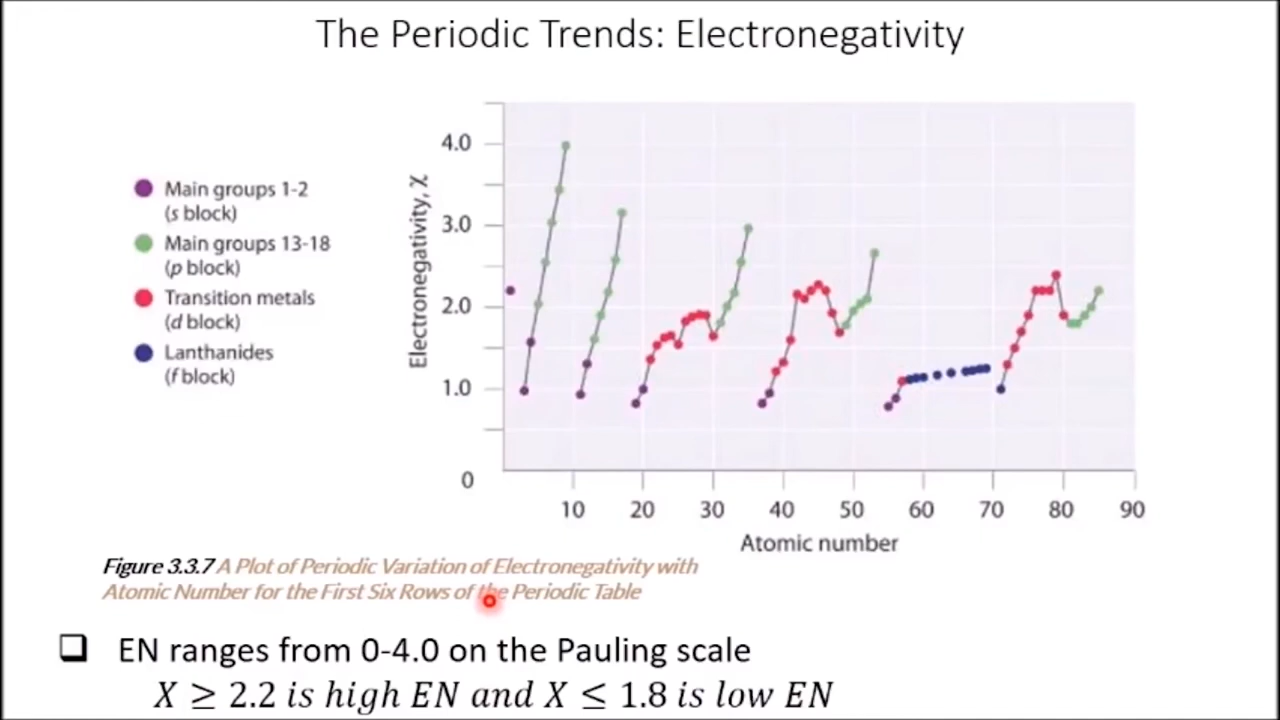 The Periodic Trends: Electronegativity
Main groups 1-2
(s block)
Main groups 13-18
(p block)
Transition metals
(d block)
Lanthanides
(f block)
Electronegativity, χ
4.0
3.0
2.0
1.0
0
10 20 30 40 50 60 70 80 90
Atomic number
Figure 3.3.7 A Plot of Periodic Variation of Electronegativity with
Atomic Number for the First Six Rows of the Periodic Table
❑ EN ranges from 0-4.0 on the Pauling scale
X ≥ 2.2 is high EN and X ≤ 1.8 is low EN